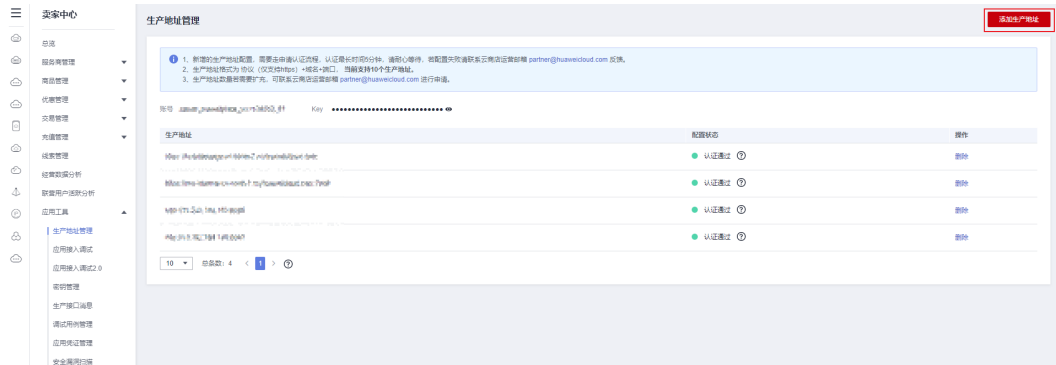 卖家中心
总览
服务商管理
商品管理
优惠管理
交易管理
充值管理
线索管理
经营数据分析
联营用户活跃分析
应用工具
生产地址管理
应用接入调试
应用接入调试2.0
密钥管理
生产接口消息
调试用例管理
应用凭证管理
安全漏洞扫描
生产地址管理
添加生产地址
1、新增的生产地址配置，需要走申请认证流程，认证最长时间5分钟，请耐心等待，若配置失败请联系云商店运营邮箱 partner@huaweicloud.com 反馈。
2、生产地址格式为 协议（仅支持https）+域名+端口，当前支持10个生产地址。
3、生产地址数量若需要扩充，可联系云商店运营邮箱 partner@huaweicloud.com 进行申请。
账号
Key
生产地址 配置状态 操作
认证通过 删除
认证通过 删除
认证通过 删除
认证通过 删除
10 总条数：4 < 1 >